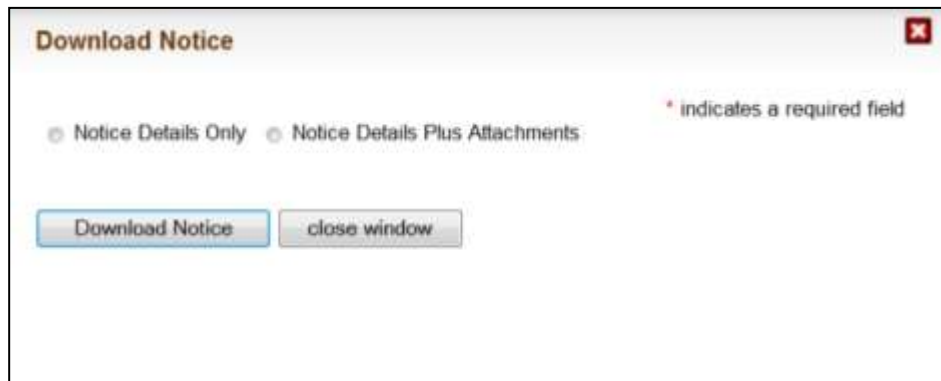 Download Notice
* indicates a required field
Notice Details Only Notice Details Plus Attachments
Download Notice close window